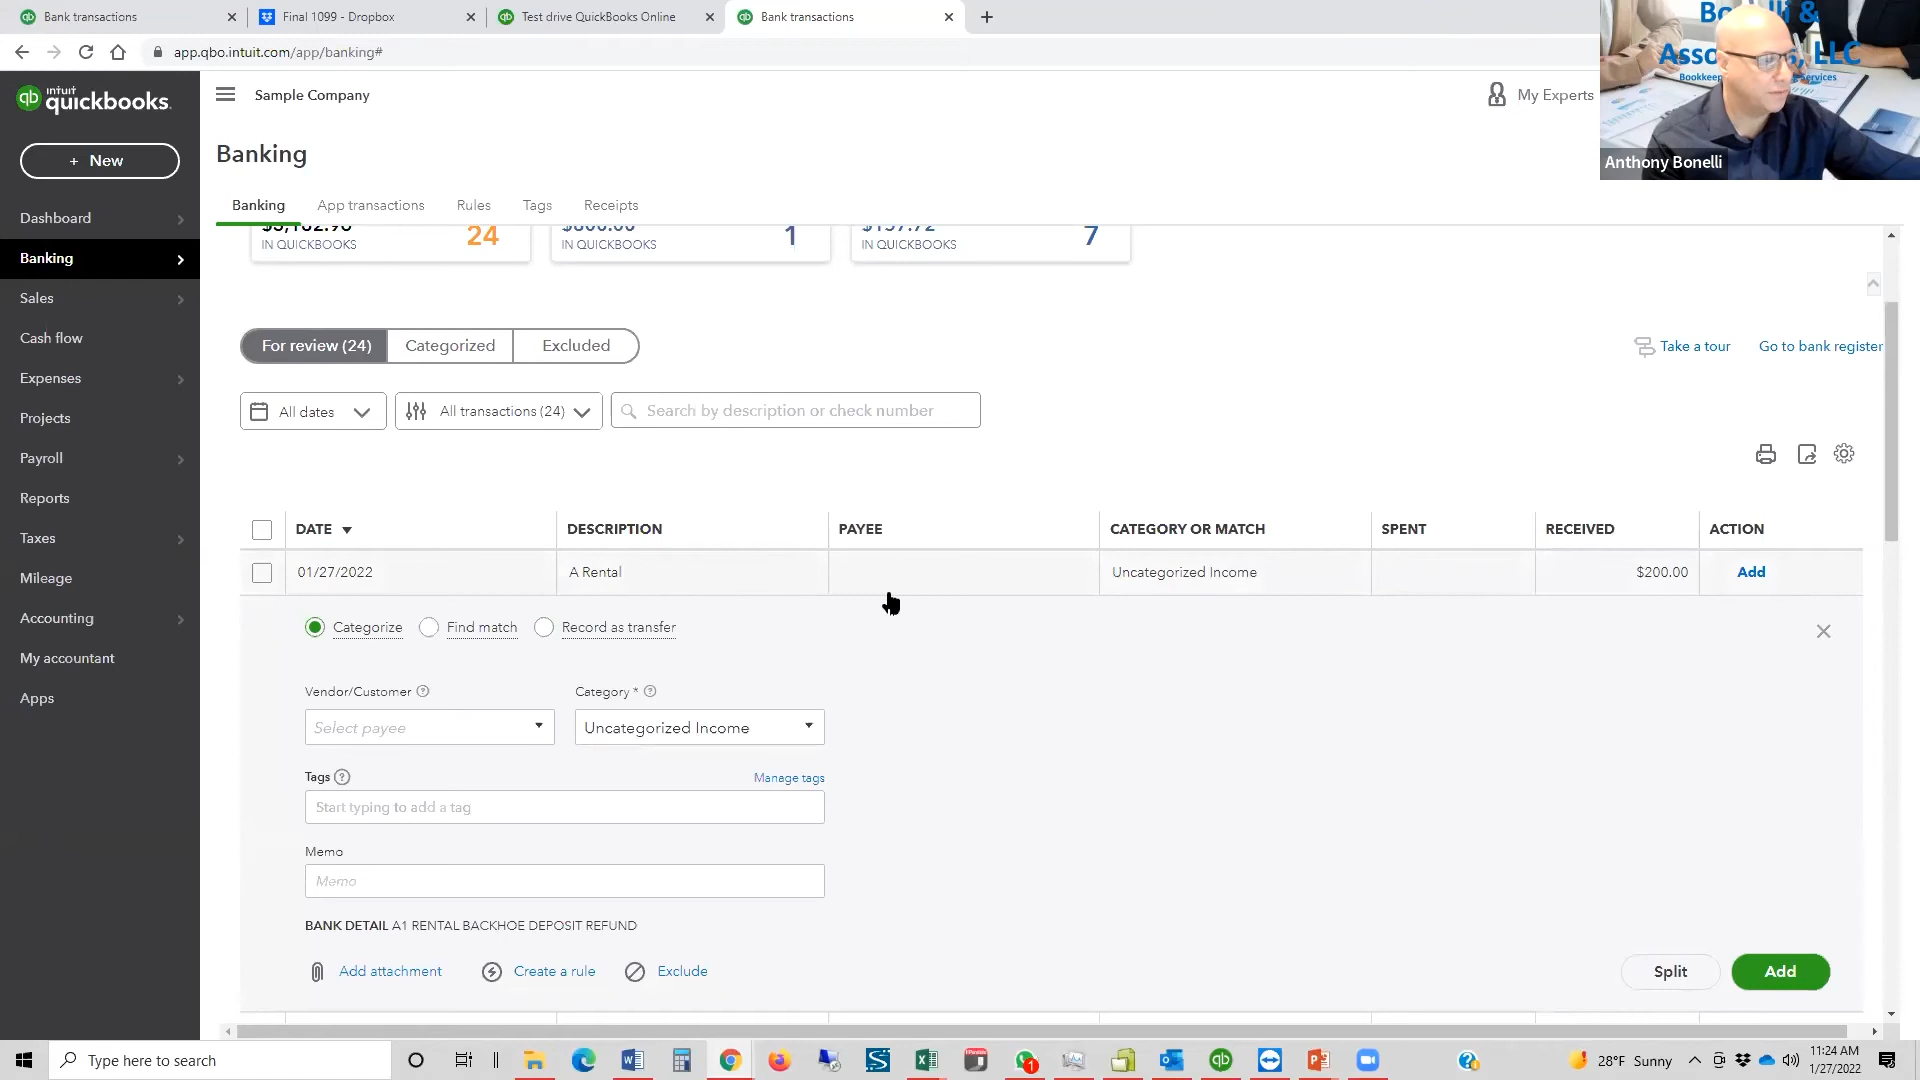 Bank transactions
Final 1099 - Dropbox
Test drive QuickBooks Online
Bank transactions
app.qbo.intuit.com/app/banking#
Associates, LLC
Anthony Bonelli
intuit
quickbooks.
Sample Company
My Experts
+ New
Banking
Banking
App transactions
Rules
Tags
Receipts
Dashboard
Banking
Sales
Cash flow
Expenses
Projects
Payroll
Reports
Taxes
Mileage
Accounting
My accountant
Apps
IN QUICKBOOKS
24
IN QUICKBOOKS
1
IN QUICKBOOKS
7
For review (24)
Categorized
Excluded
Take a tour
Go to bank register
All dates
All transactions (24)
Search by description or check number
DATE
DESCRIPTION
PAYEE
CATEGORY OR MATCH
SPENT
RECEIVED
ACTION
01/27/2022
A Rental
Uncategorized Income
$200.00
Add
Categorize
Find match
Record as transfer
Vendor/Customer
Category *
Select payee
Uncategorized Income
Tags
Manage tags
Start typing to add a tag
Memo
Memo
BANK DETAIL A1 RENTAL BACKHOE DEPOSIT REFUND
Add attachment
Create a rule
Exclude
Split
Add
Type here to search
28°F Sunny
11:24 AM
1/27/2022